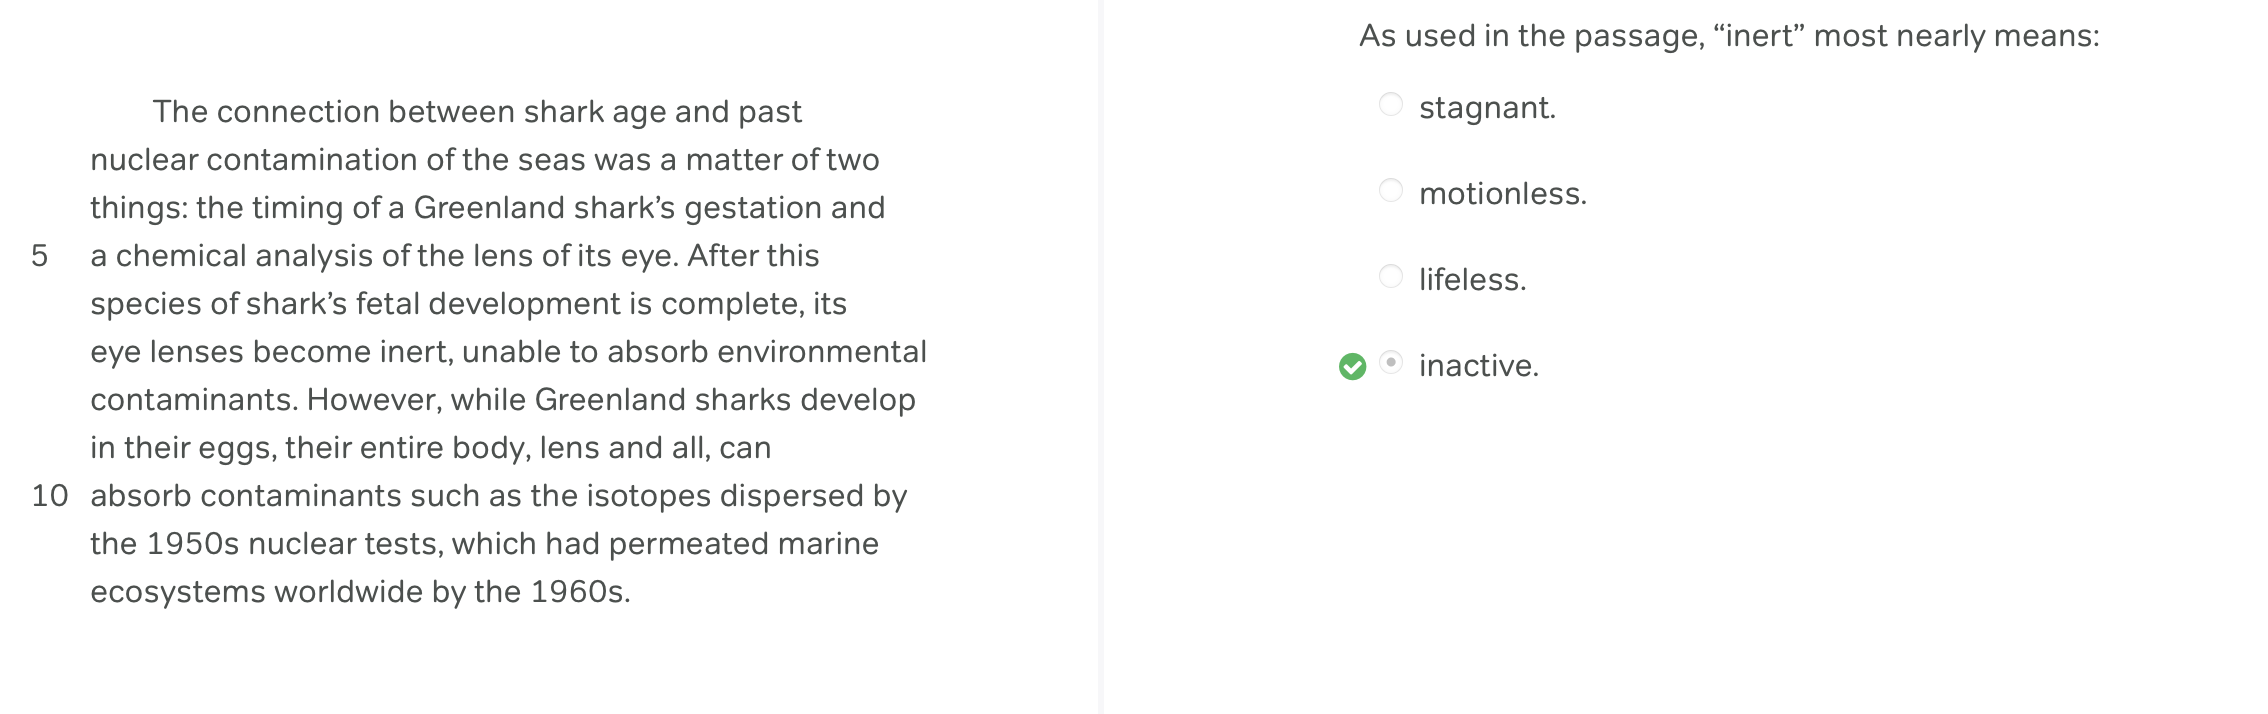 The connection between shark age and past
nuclear contamination of the seas was a matter of two
things: the timing of a Greenland shark’s gestation and
5 a chemical analysis of the lens of its eye. After this
species of shark’s fetal development is complete, its
eye lenses become inert, unable to absorb environmental
contaminants. However, while Greenland sharks develop
in their eggs, their entire body, lens and all, can
10 absorb contaminants such as the isotopes dispersed by
the 1950s nuclear tests, which had permeated marine
ecosystems worldwide by the 1960s.
As used in the passage, “inert” most nearly means:
stagnant.
motionless.
lifeless.
inactive.